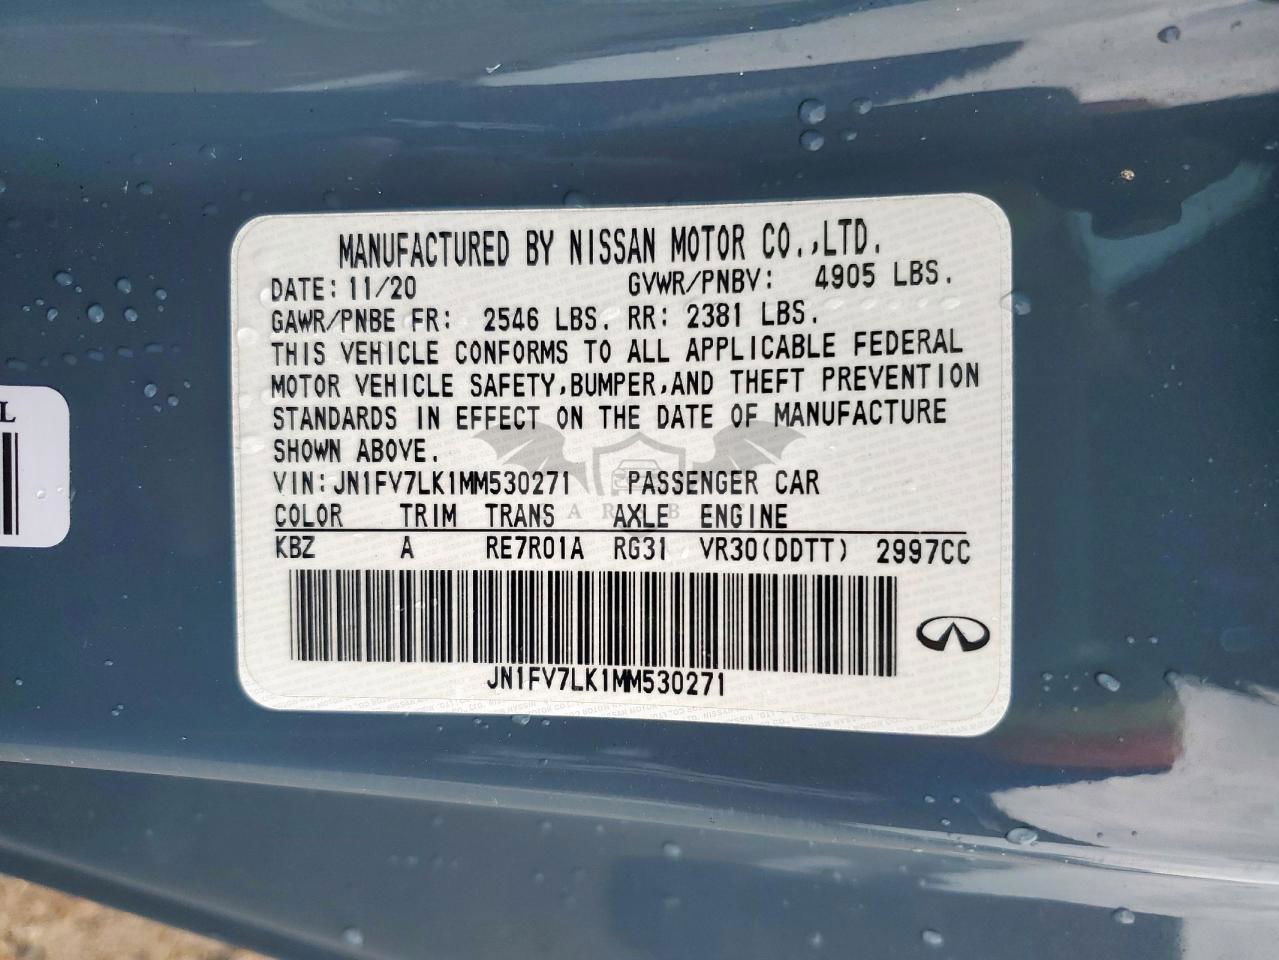 MANUFACTURED BY NISSAN MOTOR CO.,LTD.
DATE: 11/20 GVWR/PNBV: 4905 LBS.
GAWR/PNBE FR: 2546 LBS. RR: 2381 LBS.
THIS VEHICLE CONFORMS TO ALL APPLICABLE FEDERAL
MOTOR VEHICLE SAFETY,BUMPER,AND THEFT PREVENTION
STANDARDS IN EFFECT ON THE DATE OF MANUFACTURE
SHOWN ABOVE.
VIN: JN1FV7LK1MM530271 PASSENGER CAR
COLOR TRIM TRANS AXLE ENGINE
KBZ A RE7R01A RG31 VR30(DDTT) 2997CC
JN1FV7LK1MM530271
L